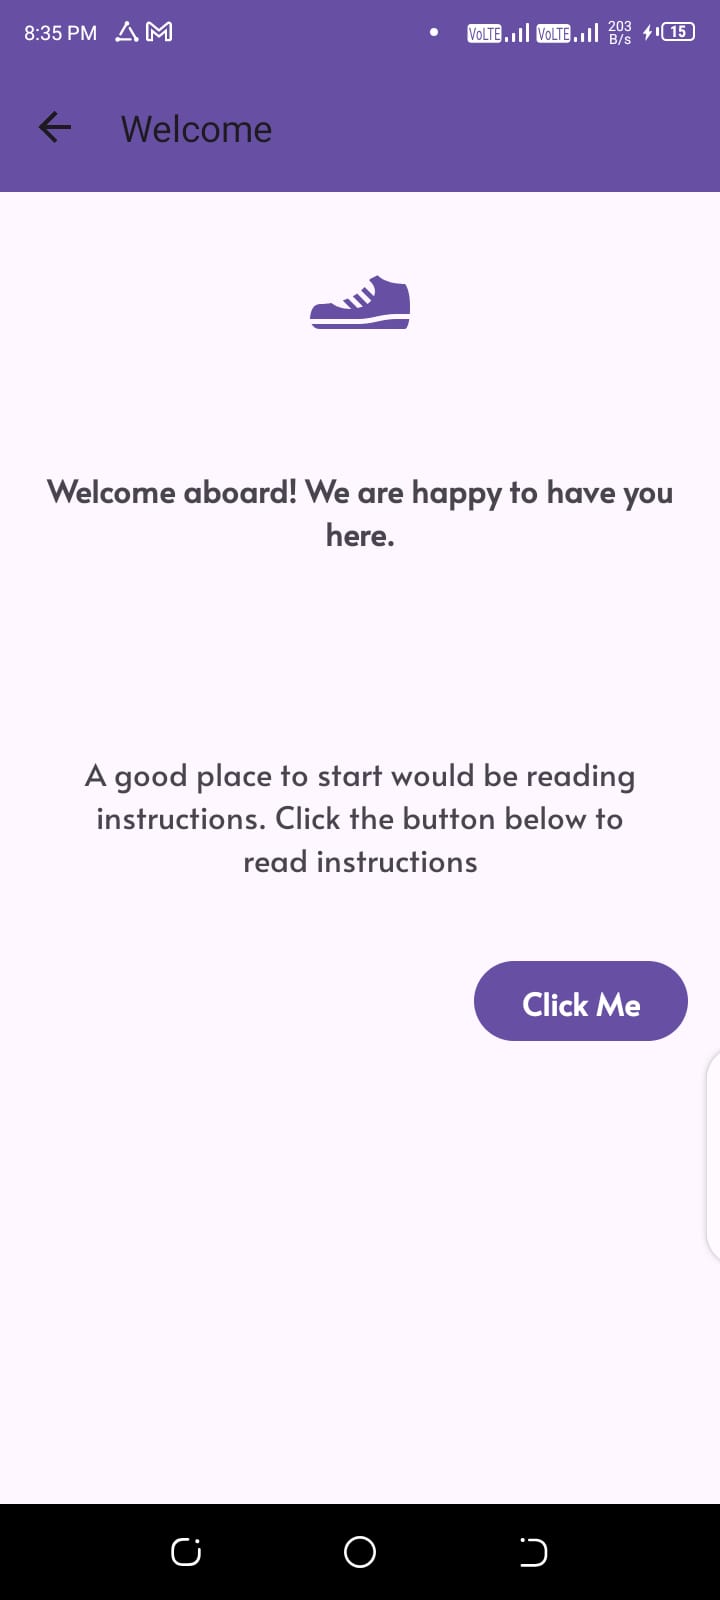 8:35 PM VoLTE VoLTE 203 B/s 15
Welcome
Welcome aboard! We are happy to have you
here.
A good place to start would be reading
instructions. Click the button below to
read instructions
Click Me